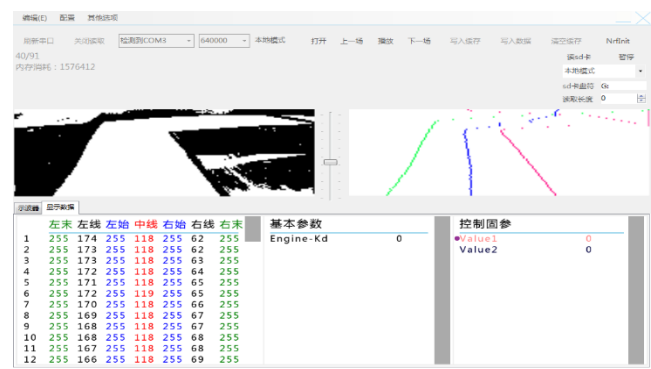 编辑(E) 配置 其他选项
刷新串口 关闭读取 检测到COM3 640000 本地模式 打开 上一场 播放 下一场 写入缓存 写入数据 清空缓存 Nrfinit
40/91 读sd卡 暂停
内存消耗：1576412 本地模式
sd卡盘符 G:
读取长度 0
示波器 显示数据
左末 左线 左始 中线 右始 右线 右末 基本参数 控制固参
1 255 174 255 118 255 62 255 Engine-Kd 0 Value1 0
2 255 173 255 118 255 62 255 Value2 0
3 255 173 255 118 255 63 255
4 255 172 255 118 255 64 255
5 255 171 255 118 255 65 255
6 255 172 255 119 255 65 255
7 255 170 255 118 255 66 255
8 255 169 255 118 255 67 255
9 255 168 255 118 255 67 255
10 255 168 255 118 255 68 255
11 255 167 255 118 255 68 255
12 255 166 255 118 255 69 255